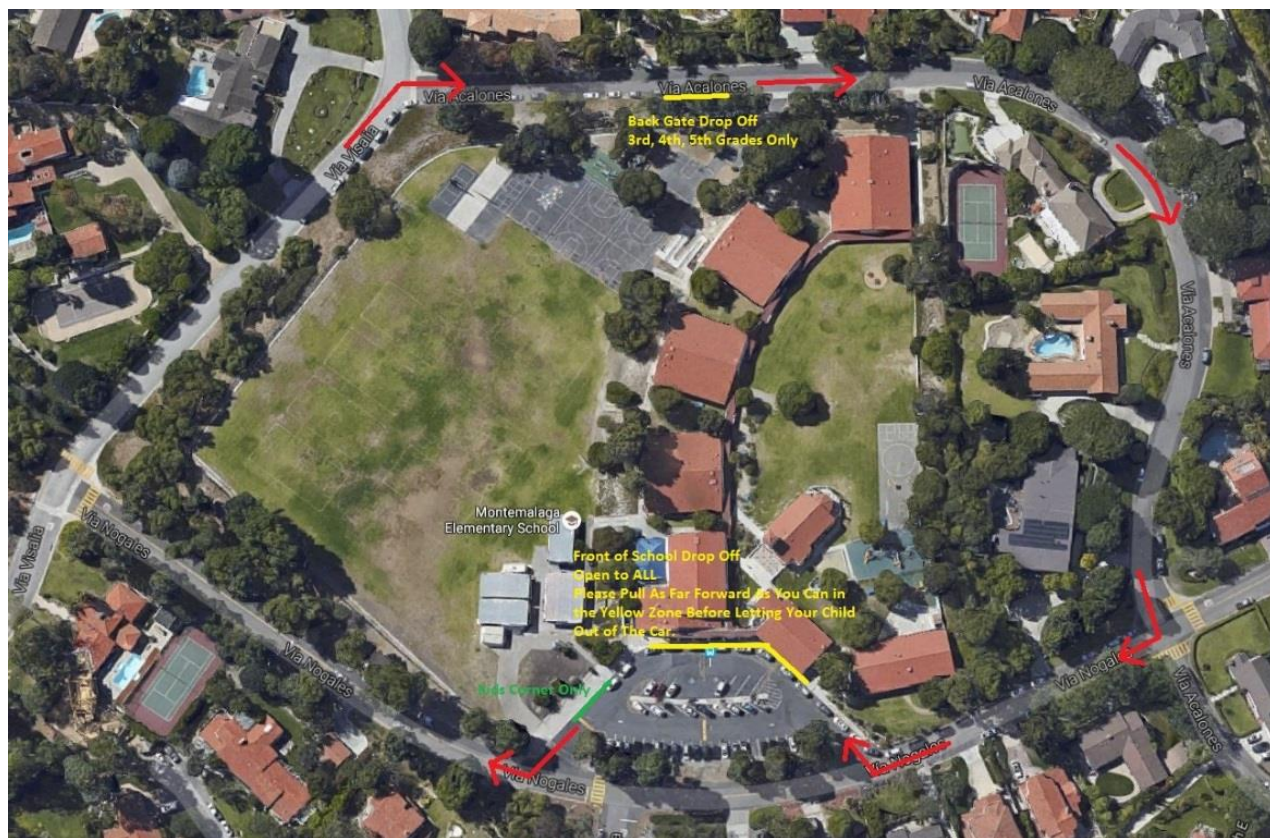 Via Acalones
Via Acalones
Via Acalones
Via Visalia
Back Gate Drop Off
3rd, 4th, 5th Grades Only
Via Acalones
Montemalaga
Elementary School
Via Nogales
Via Visalia
Front of School Drop Off
Open to ALL
Please Pull As Far Forward As You Can in
the Yellow Zone Before Letting Your Child
Out of The Car.
Via Nogales
Via Nogales
Kids Corner Only
Via Acalones
Via Nogales
Via Nogales